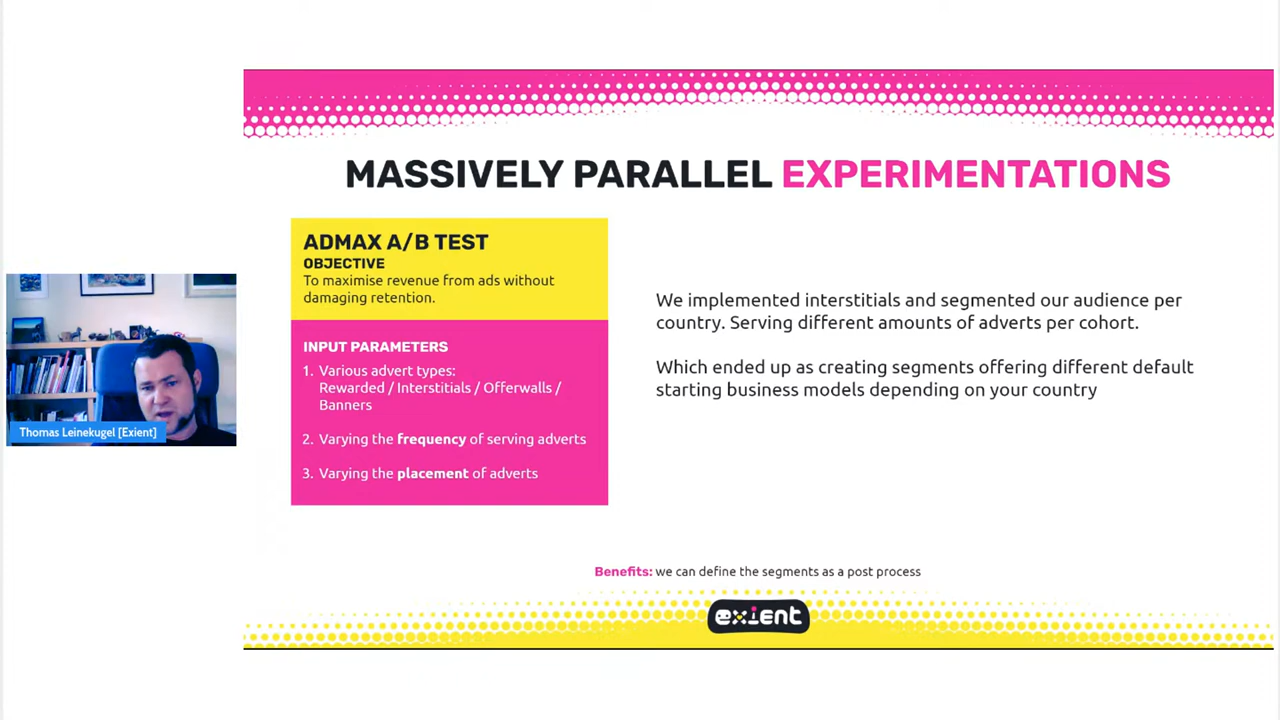 MASSIVELY PARALLEL EXPERIMENTATIONS
ADMAX A/B TEST
OBJECTIVE
To maximise revenue from ads without
damaging retention.
INPUT PARAMETERS
1. Various advert types:
Rewarded / Interstitials / Offerwalls /
Banners
2. Varying the frequency of serving adverts
3. Varying the placement of adverts
We implemented interstitials and segmented our audience per
country. Serving different amounts of adverts per cohort.
Which ended up as creating segments offering different default
starting business models depending on your country
Thomas Leinekugel [Exient]
Benefits: we can define the segments as a post process
exient